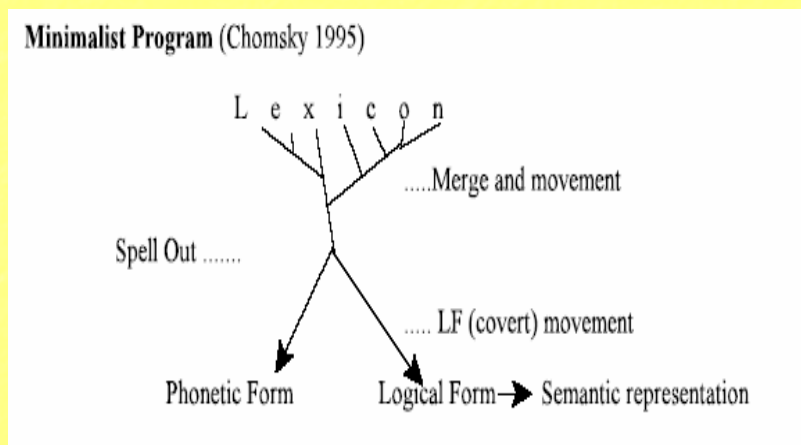 Minimalist Program (Chomsky 1995)
L e x i c o n
.....Merge and movement
Spell Out .......
..... LF (covert) movement
Phonetic Form
Logical Form
Semantic representation